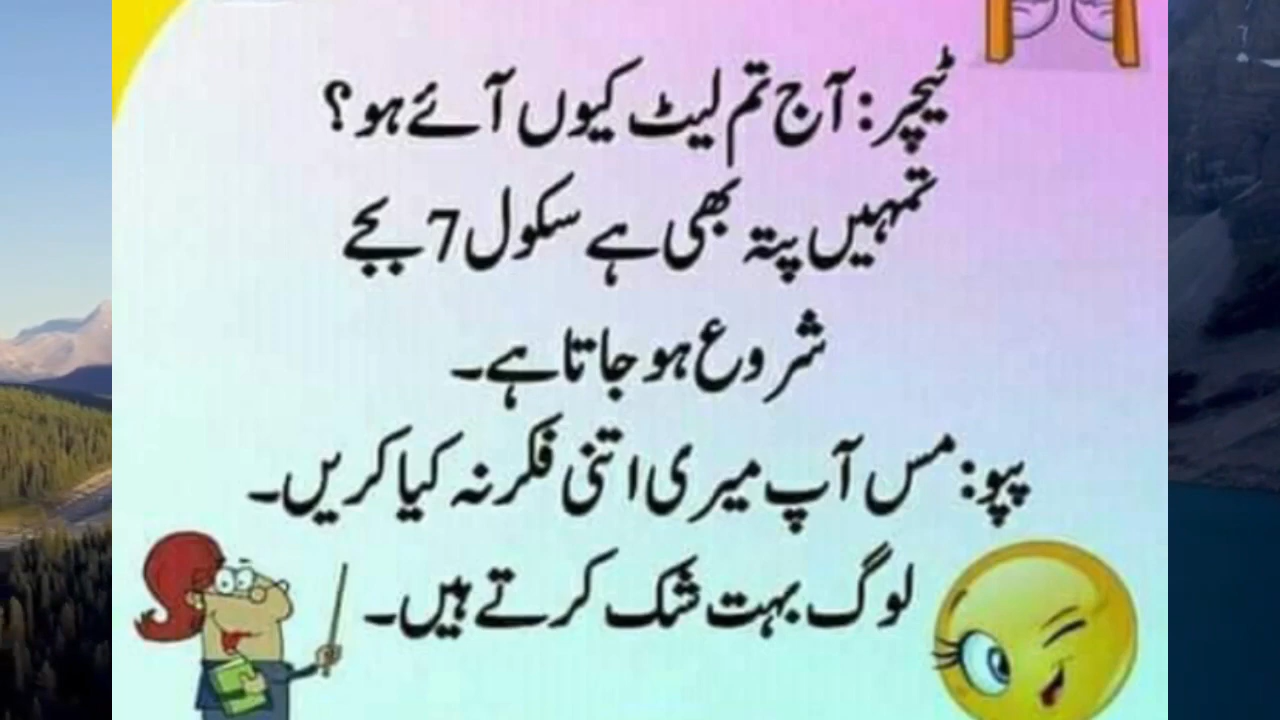 ٹیچر: آج تم لیٹ کیوں آئے ہو؟
تمہیں پتہ بھی ہے سکول 7 بجے
شروع ہو جاتا ہے۔
پپو: مس آپ میری اتنی فکر نہ کیا کریں۔
لوگ بہت شک کرتے ہیں۔